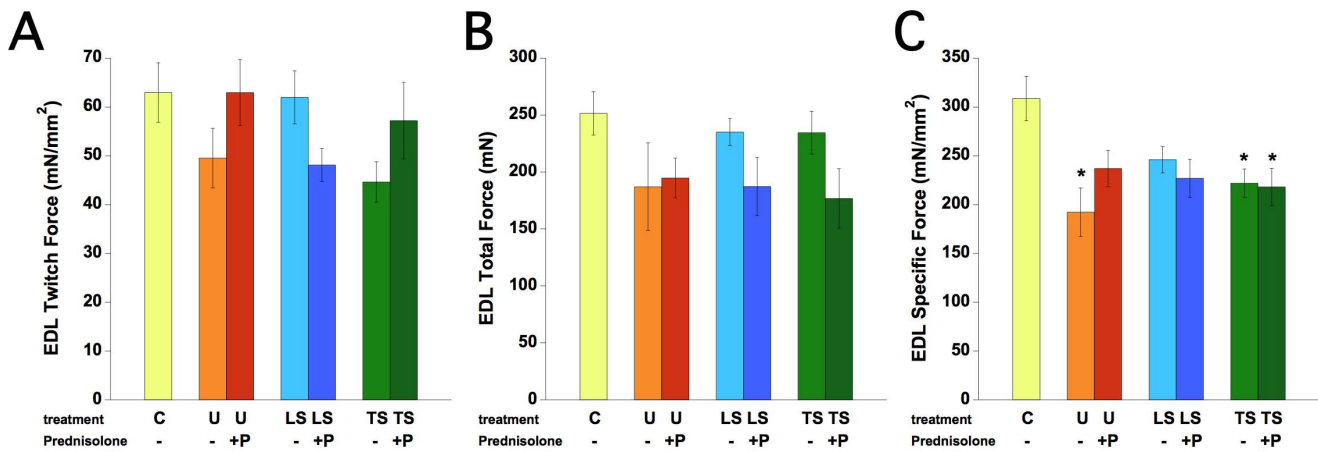 A
EDL Twitch Force (mN/mm²)
70
60
50
40
30
20
10
0
treatment C U U LS LS TS TS
Prednisolone - - +P - +P - +P
B
EDL Total Force (mN)
300
250
200
150
100
50
0
treatment C U U LS LS TS TS
Prednisolone - - +P - +P - +P
C
EDL Specific Force (mN/mm²)
350
300
250
200
150
100
50
0
* * *
treatment C U U LS LS TS TS
Prednisolone - - +P - +P - +P